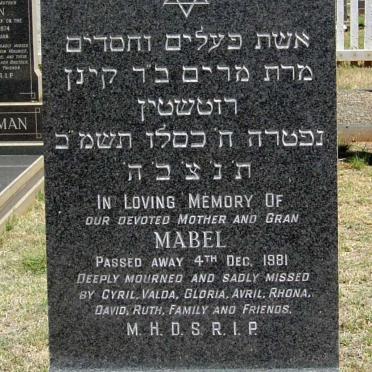 אשת פעלים וחסדים
מרת מרים ב״ר קינן
רוטשטין
נפטרה ח׳ כסלו תשמ״ב
ת נ צ ב ה
IN LOVING MEMORY OF
OUR DEVOTED MOTHER AND GRAN
MABEL
PASSED AWAY 4TH DEC. 1981
DEEPLY MOURNED AND SADLY MISSED
BY CYRIL, VALDA, GLORIA, AVRIL, RHONA,
DAVID, RUTH, FAMILY AND FRIENDS.
M.H.D.S.R.I.P.
MAN
R.I.P.